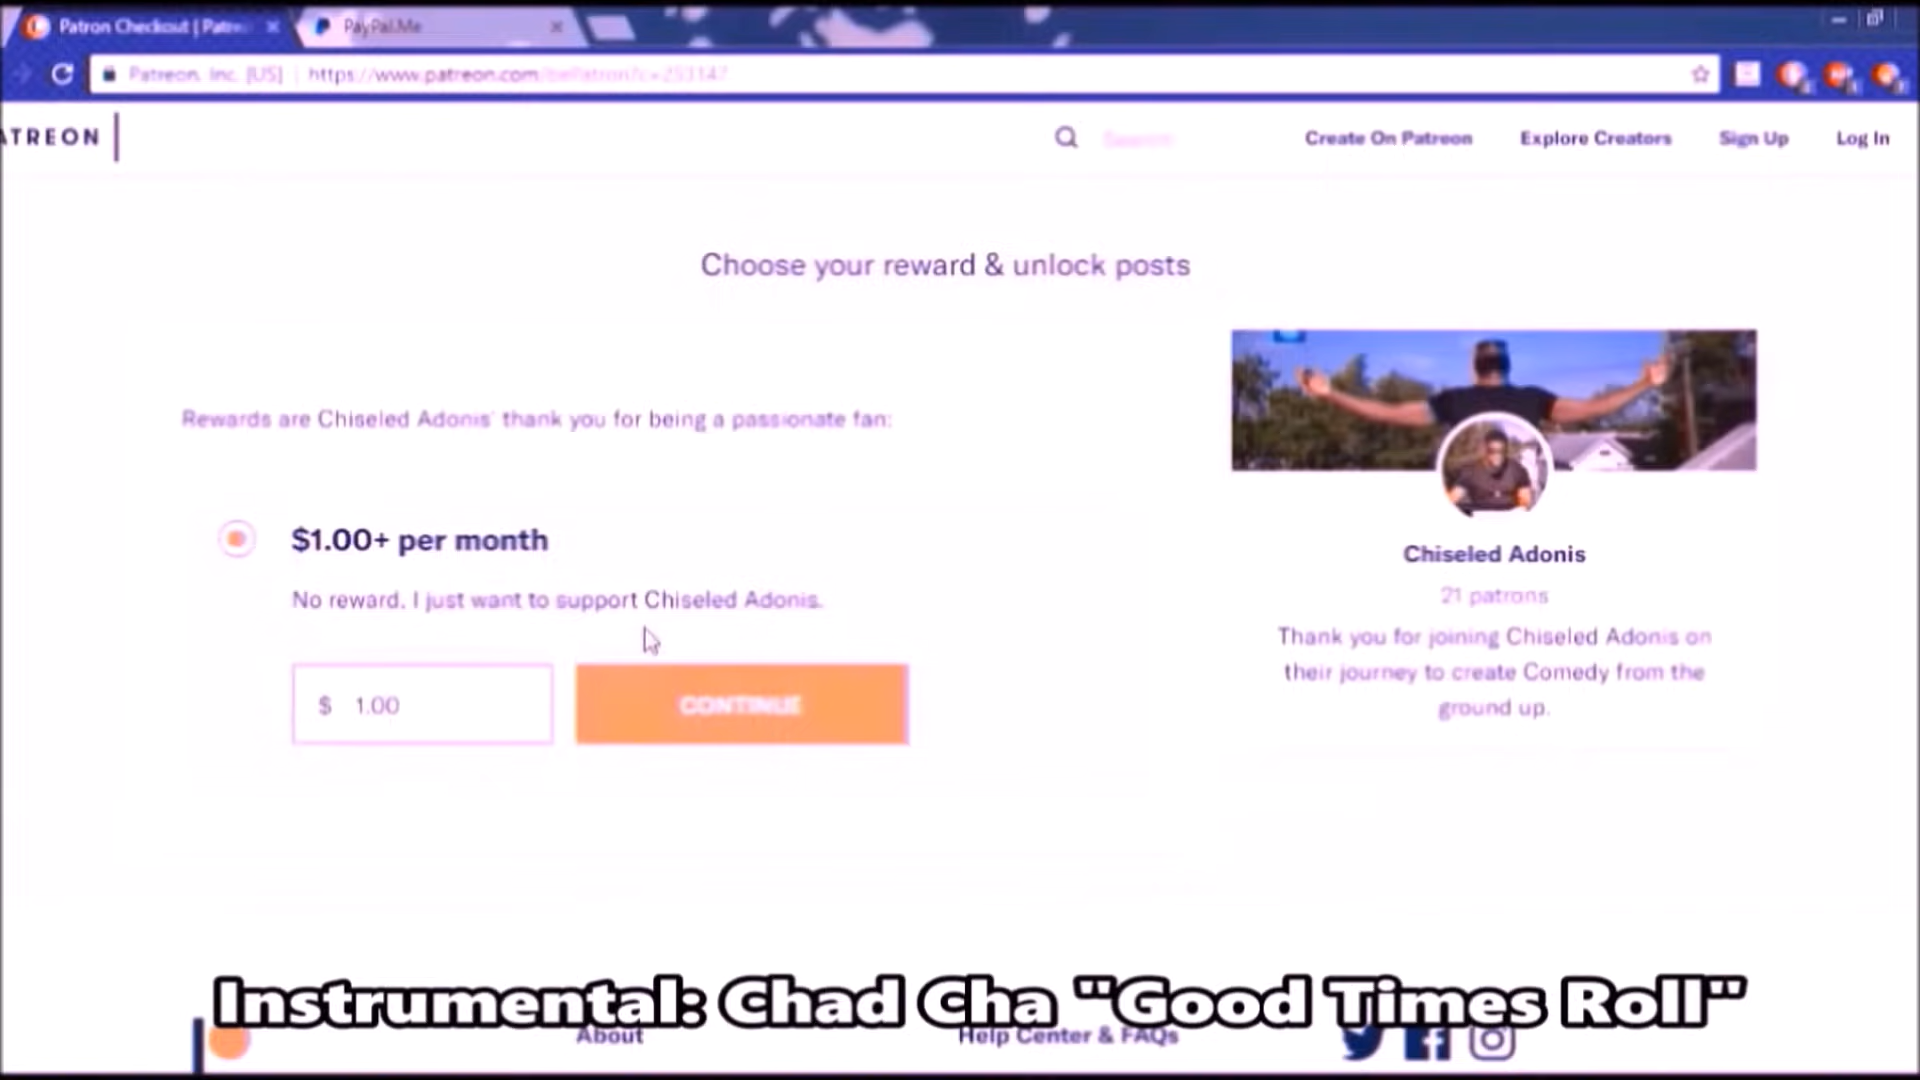 Patron Checkout | Patre
PayPal.Me
Patreon, Inc. [US] https://www.patreon.com/bePatron?c=253147
ATREON
Search
Create On Patreon
Explore Creators
Sign Up
Log In
Choose your reward & unlock posts
Rewards are Chiseled Adonis' thank you for being a passionate fan:
$1.00+ per month
No reward. I just want to support Chiseled Adonis.
$ 1.00
CONTINUE
Chiseled Adonis
21 patrons
Thank you for joining Chiseled Adonis on
their journey to create Comedy from the
ground up.
Instrumental: Chad Cha "Good Times Roll"
About
Help Center & FAQs